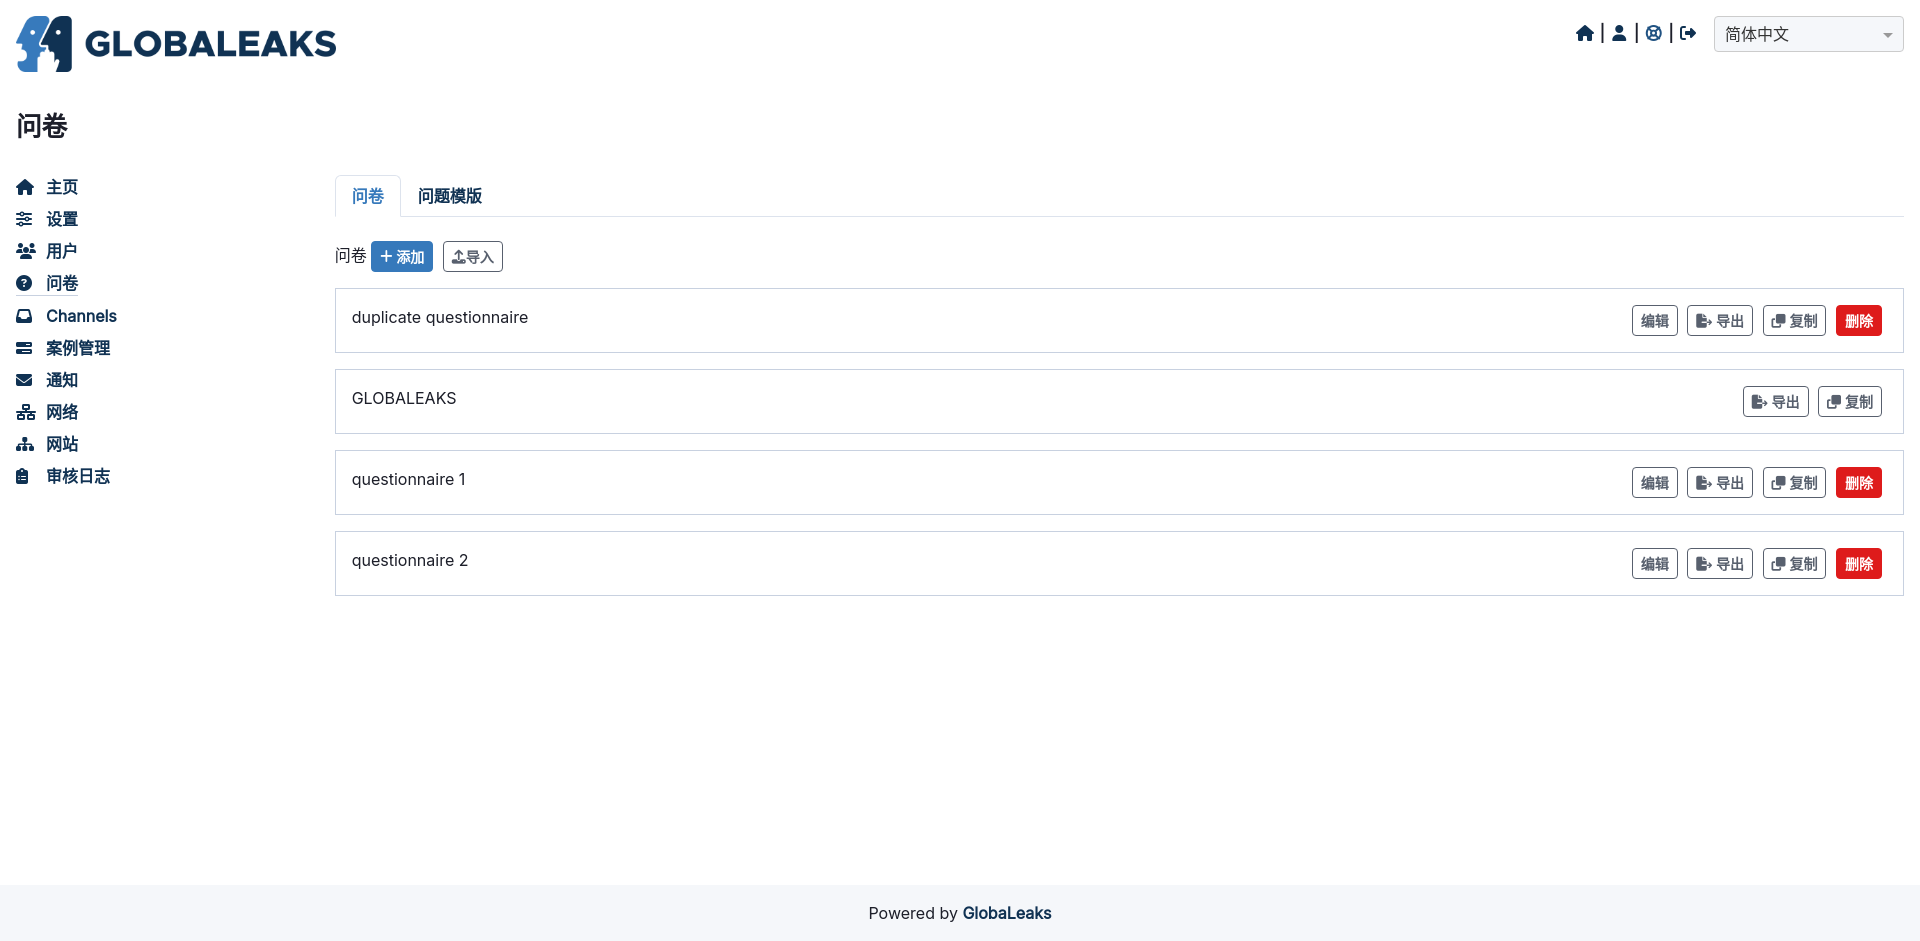 GLOBALEAKS
简体中文
问卷
主页
设置
用户
问卷
Channels
案例管理
通知
网络
网站
审核日志
问卷 问题模版
问卷 添加 导入
duplicate questionnaire 编辑 导出 复制 删除
GLOBALEAKS 导出 复制
questionnaire 1 编辑 导出 复制 删除
questionnaire 2 编辑 导出 复制 删除
Powered by GlobaLeaks